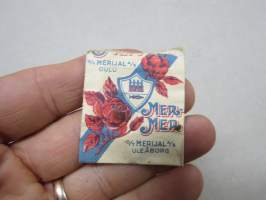 O/Y MERIJAL A/B
OULU
MER-
MER
O/Y MERIJAL A/B
ULEÅBORG